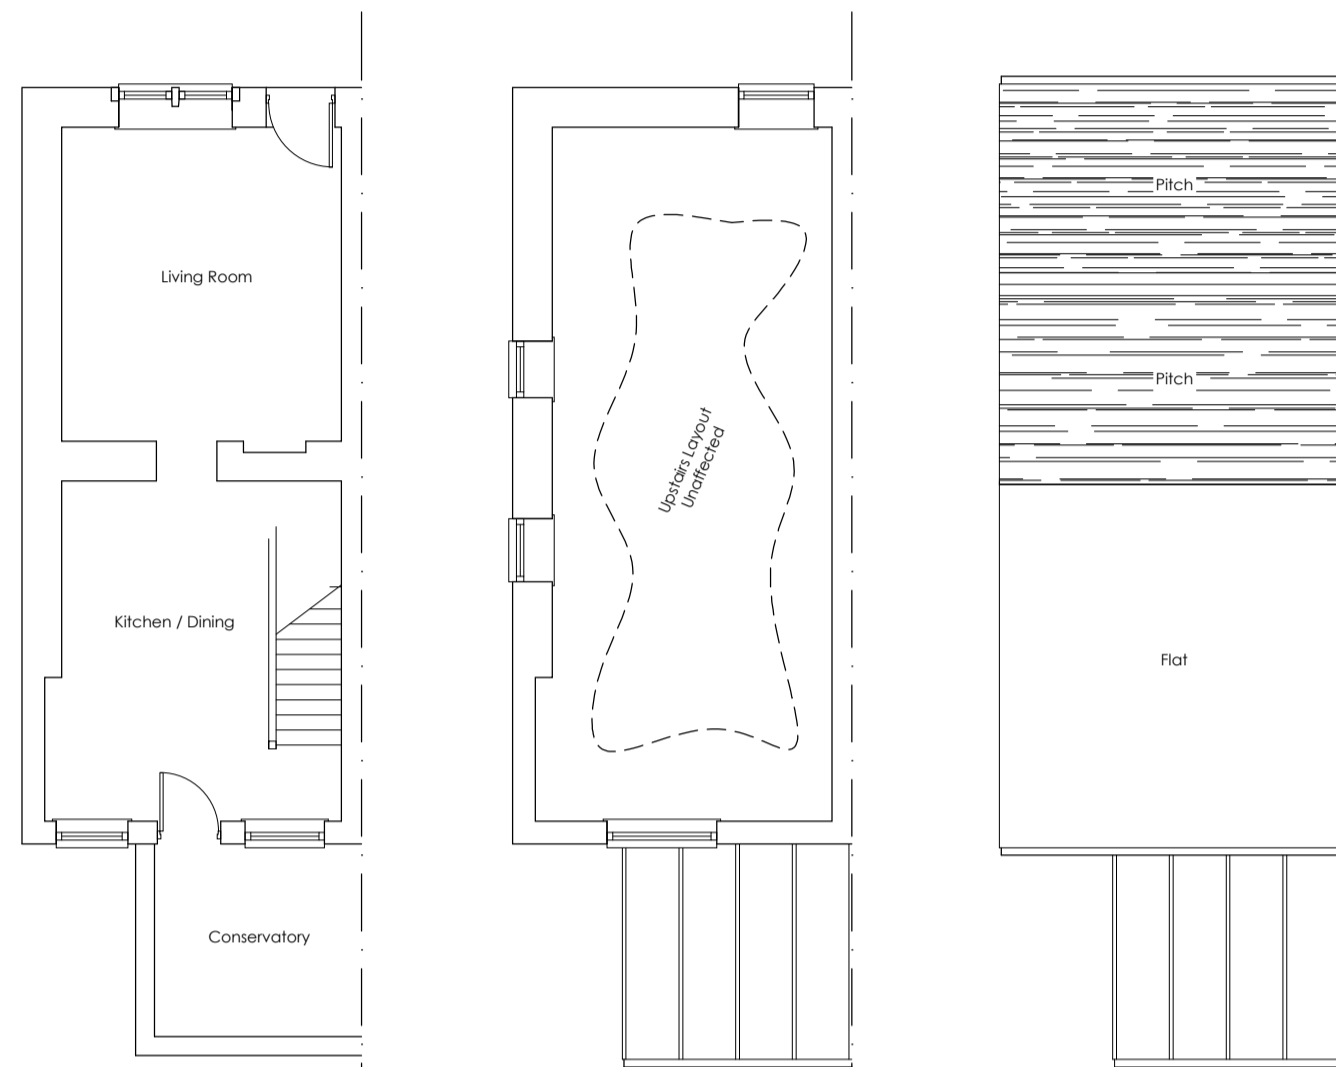 Living Room
Kitchen / Dining
Conservatory
Upstairs Layout
Unaffected
Pitch
Pitch
Flat